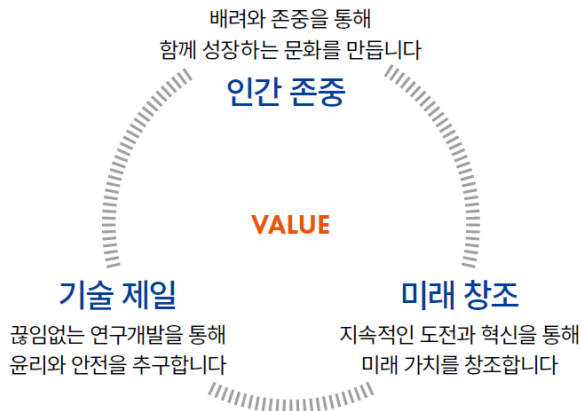 배려와 존중을 통해
함께 성장하는 문화를 만듭니다
인간 존중
VALUE
기술 제일
끊임없는 연구개발을 통해
윤리와 안전을 추구합니다
미래 창조
지속적인 도전과 혁신을 통해
미래 가치를 창조합니다